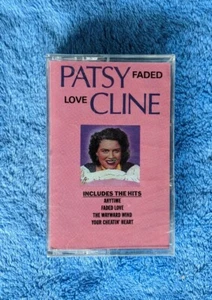 PATSY FADED
LOVE CLINE
INCLUDES THE HITS
ANYTIME
FADED LOVE
THE WAYWARD WIND
YOUR CHEATIN' HEART